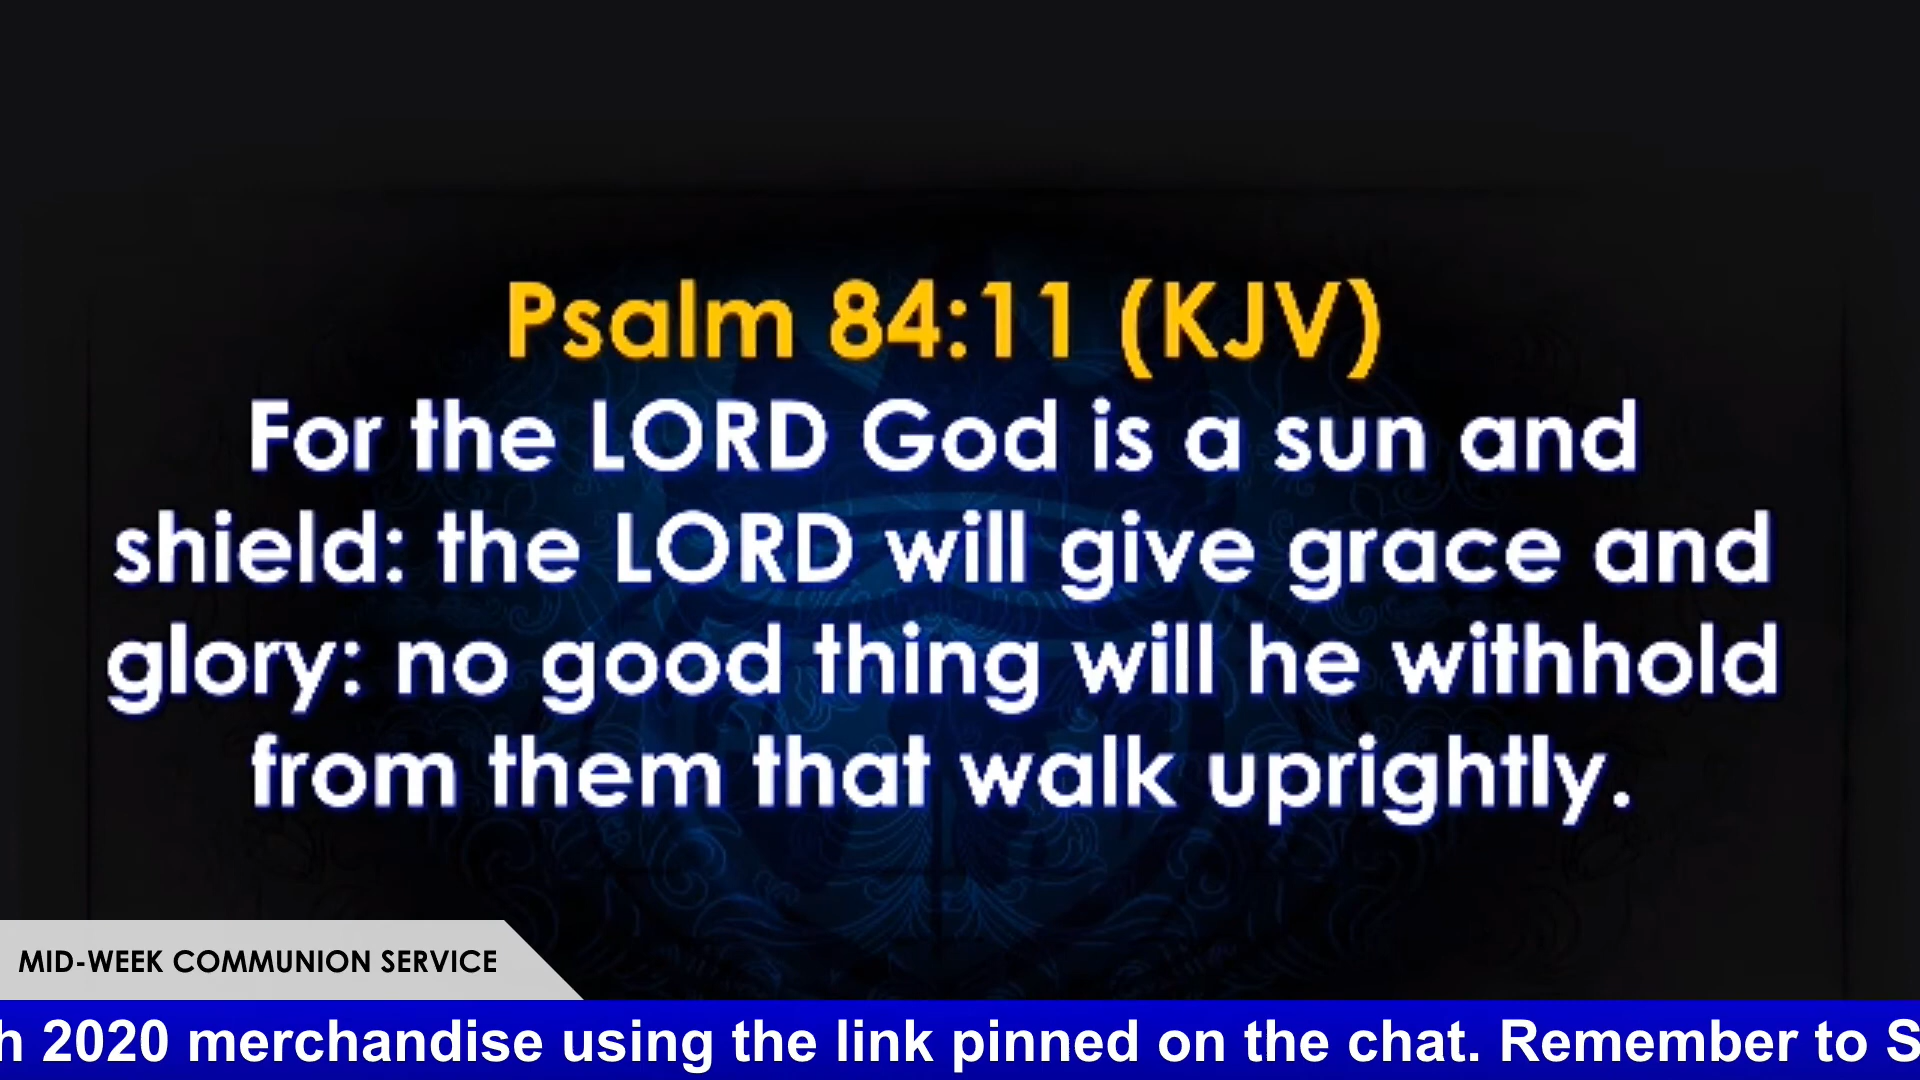 Psalm 84:11 (KJV)
For the LORD God is a sun and
shield: the LORD will give grace and
glory: no good thing will he withhold
from them that walk uprightly.
MID-WEEK COMMUNION SERVICE
2020 merchandise using the link pinned on the chat. Remember to